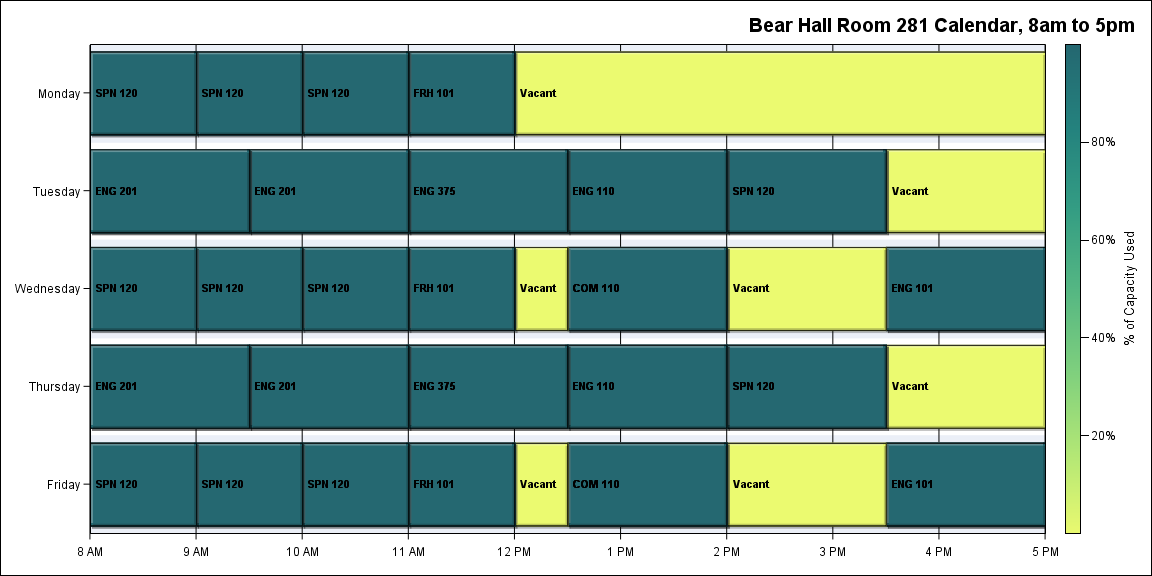 Bear Hall Room 281 Calendar, 8am to 5pm
Monday
SPN 120
SPN 120
SPN 120
FRH 101
Vacant
Tuesday
ENG 201
ENG 201
ENG 375
ENG 110
SPN 120
Vacant
Wednesday
SPN 120
SPN 120
SPN 120
FRH 101
Vacant
COM 110
Vacant
ENG 101
Thursday
ENG 201
ENG 201
ENG 375
ENG 110
SPN 120
Vacant
Friday
SPN 120
SPN 120
SPN 120
FRH 101
Vacant
COM 110
Vacant
ENG 101
8 AM
9 AM
10 AM
11 AM
12 PM
1 PM
2 PM
3 PM
4 PM
5 PM
80%
60%
40%
20%
% of Capacity Used